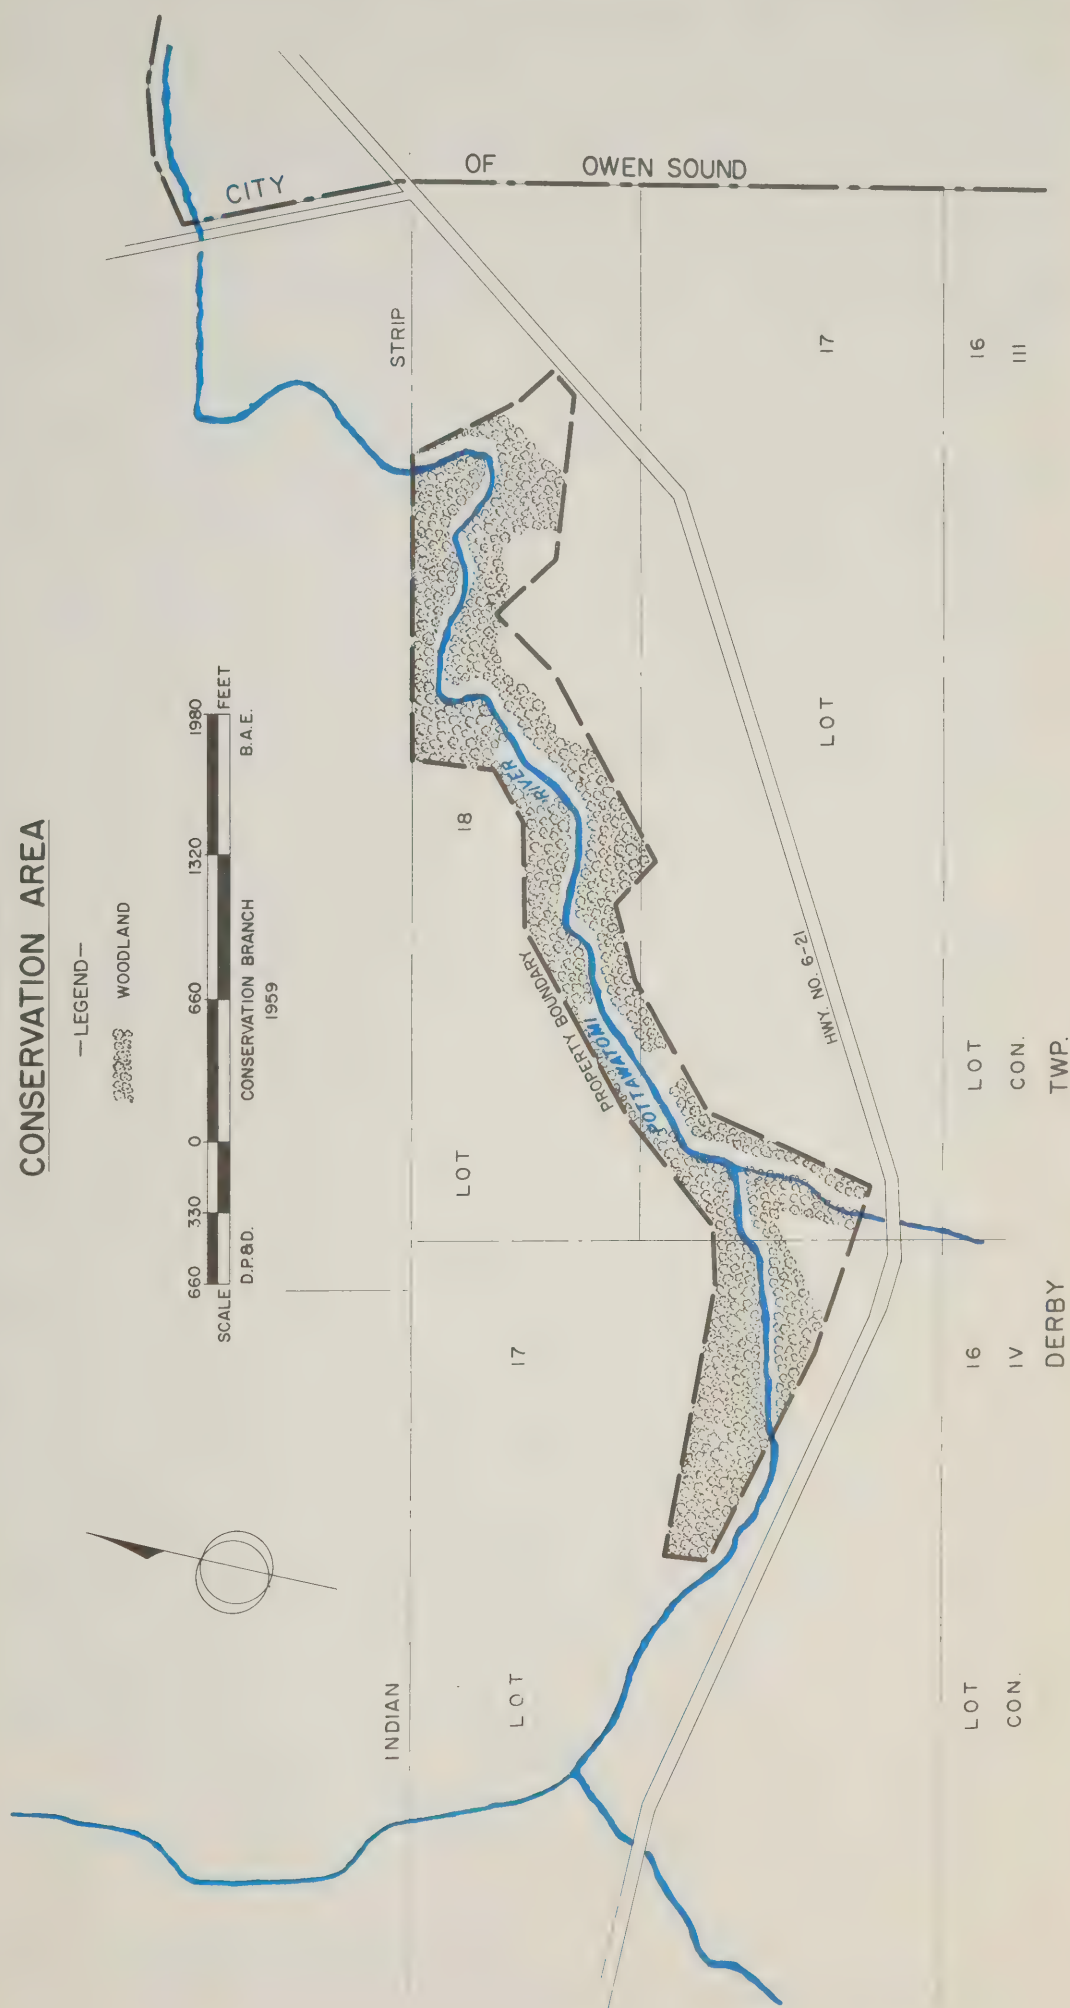 CONSERVATION AREA
—LEGEND—
WOODLAND
660 330 0 660 1320 1980
SCALE FEET
D.P.&D. CONSERVATION BRANCH B.A.E.
1959
INDIAN STRIP
CITY OF OWEN SOUND
LOT 17
LOT 18
PROPERTY BOUNDARY
POTTAWATOMI RIVER
LOT 17
HWY. NO. 6-21
LOT 16
CON. IV
LOT 16
CON. III
DERBY TWP.